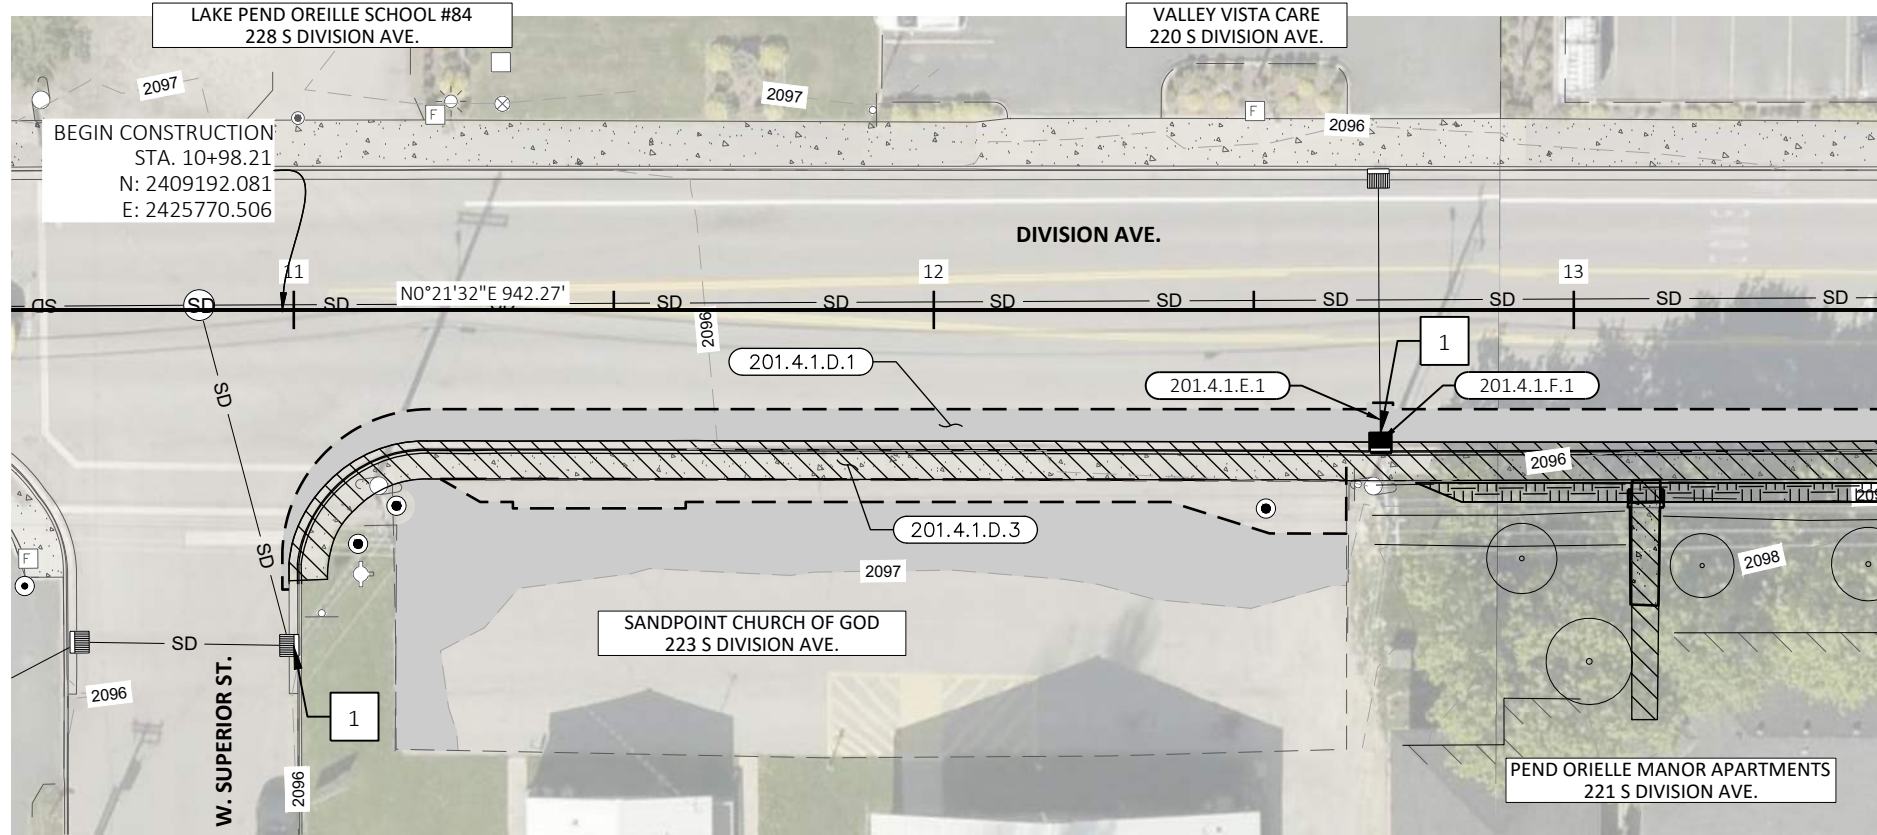 LAKE PEND OREILLE SCHOOL #84
228 S DIVISION AVE.
VALLEY VISTA CARE
220 S DIVISION AVE.
2097
2097
F
F
2096
BEGIN CONSTRUCTION
STA. 10+98.21
N: 2409192.081
E: 2425770.506
DIVISION AVE.
11
12
13
SD
SD
SD
N0°21'32"E 942.27'
SD
SD
SD
SD
SD
SD
SD
SD
2096
201.4.1.D.1
1
201.4.1.E.1
201.4.1.F.1
SD
2096
201.4.1.D.3
SD
F
2097
2098
SANDPOINT CHURCH OF GOD
223 S DIVISION AVE.
SD
2096
W. SUPERIOR ST.
1
2096
PEND ORIELLE MANOR APARTMENTS
221 S DIVISION AVE.